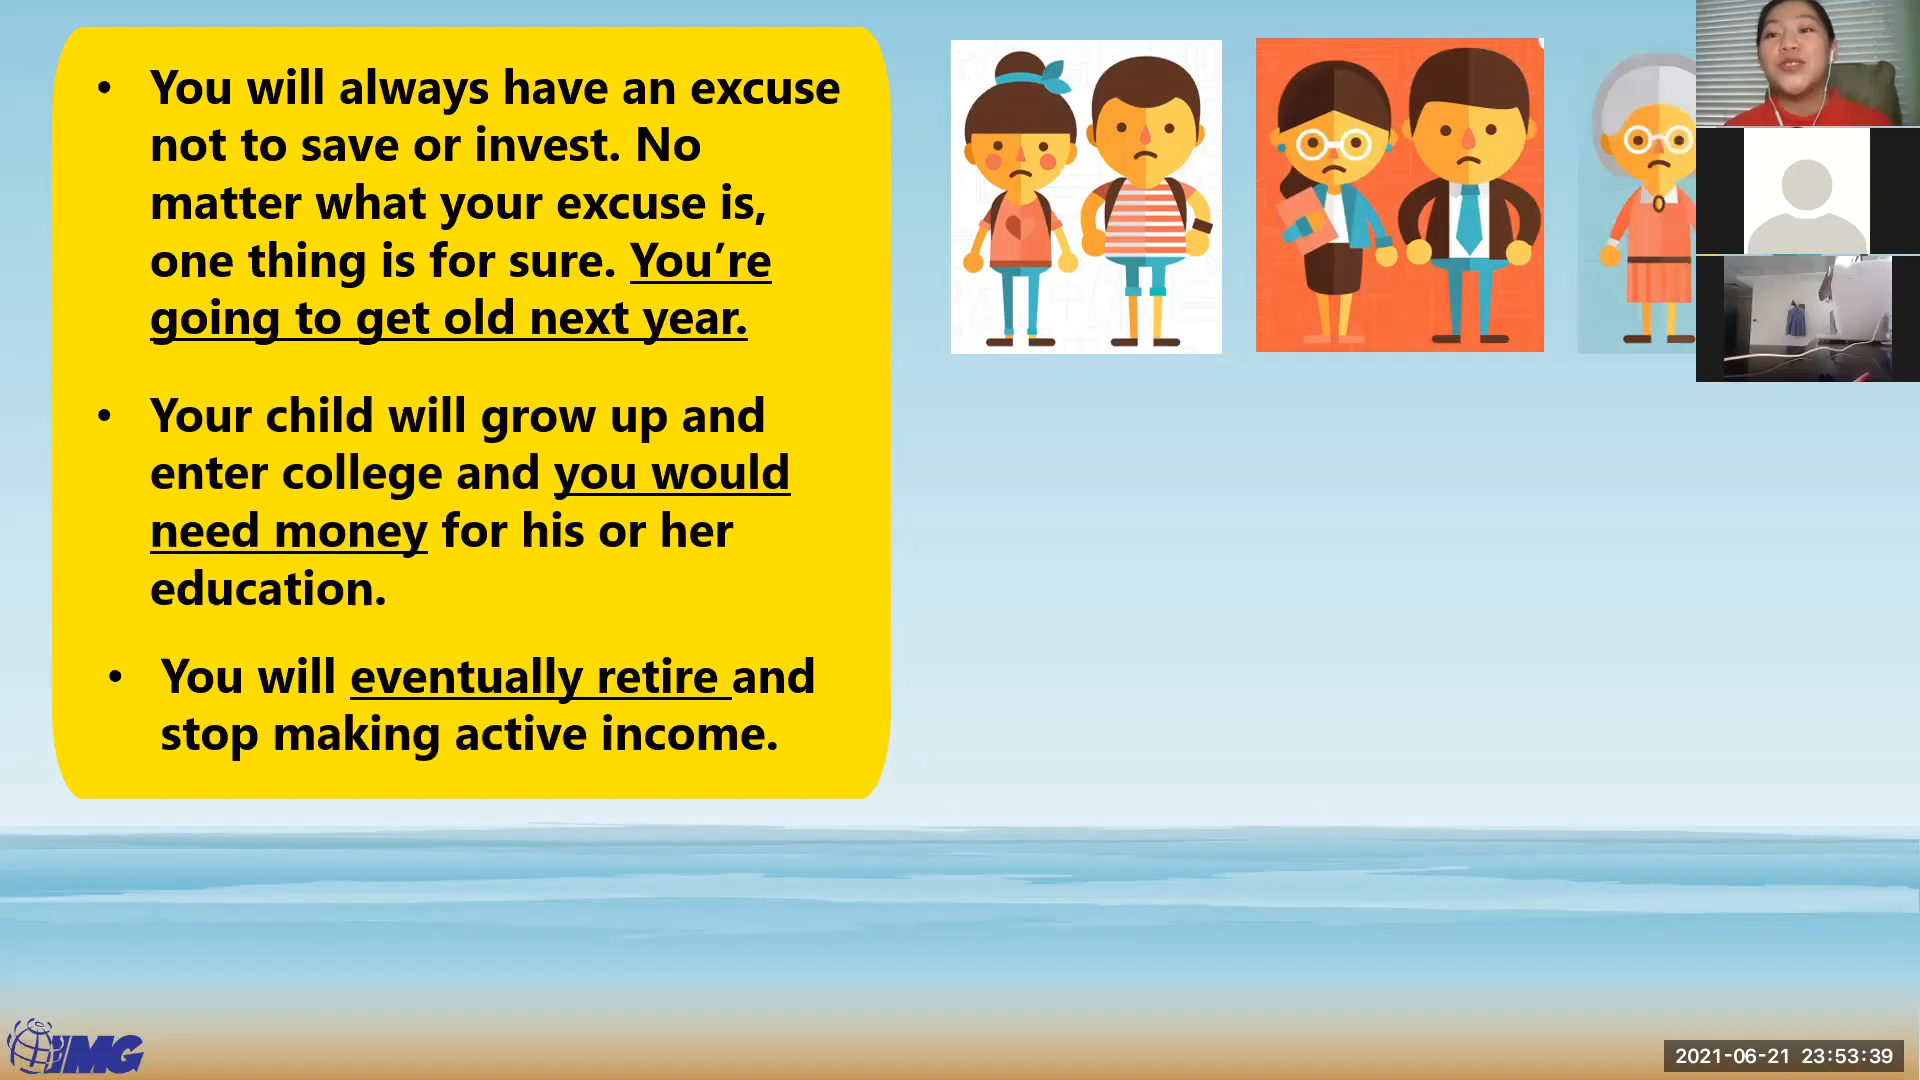 • You will always have an excuse
not to save or invest. No
matter what your excuse is,
one thing is for sure. You’re
going to get old next year.
• Your child will grow up and
enter college and you would
need money for his or her
education.
• You will eventually retire and
stop making active income.
IMG
2021-06-21 23:53:39